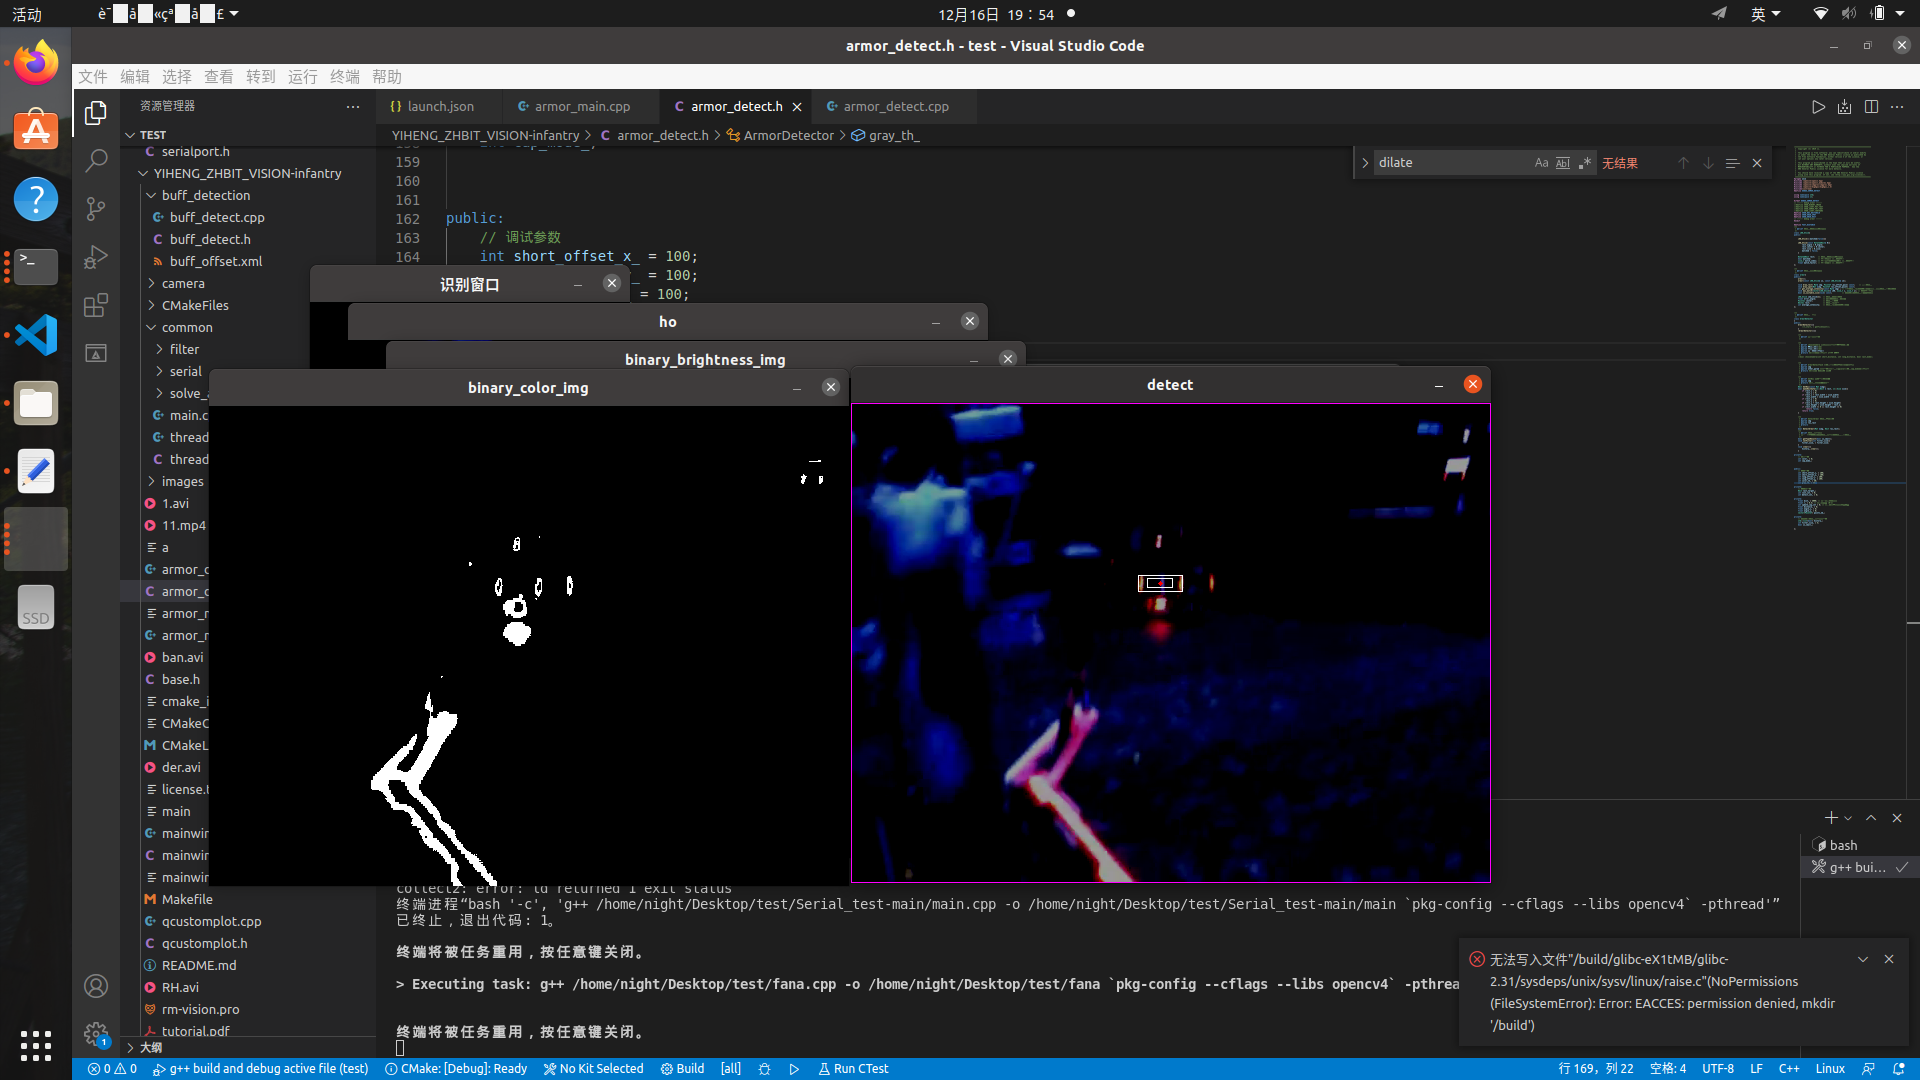 活动
12月16日 19：54
英
armor_detect.h - test - Visual Studio Code
文件 编辑 选择 查看 转到 运行 终端 帮助
资源管理器
launch.json
armor_main.cpp
armor_detect.h
armor_detect.cpp
TEST
YIHENG_ZHBIT_VISION-infantry > armor_detect.h > ArmorDetector > gray_th_
serialport.h
YIHENG_ZHBIT_VISION-infantry
buff_detection
buff_detect.cpp
buff_detect.h
buff_offset.xml
camera
CMakeFiles
common
filter
serial
solve_
main.c
thread
thread
images
1.avi
11.mp4
a
armor_
armor_
armor_
armor_
ban.avi
base.h
cmake_i
CMakeC
CMakeL
der.avi
license.
main
mainwi
mainwi
mainwi
Makefile
qcustomplot.cpp
qcustomplot.h
README.md
RH.avi
rm-vision.pro
tutorial.pdf
大纲
159
160
161
162 public:
163 // 调试参数
164 int short_offset_x_ = 100;
= 100;
= 100;
dilate
Aa
无结果
识别窗口
ho
binary_brightness_img
binary_color_img
detect
SSD
collect2: error: ld returned 1 exit status
终端进程“bash '-c', 'g++ /home/night/Desktop/test/Serial_test-main/main.cpp -o /home/night/Desktop/test/Serial_test-main/main `pkg-config --cflags --libs opencv4` -pthread'”
已终止，退出代码: 1。
终端将被任务重用，按任意键关闭。
> Executing task: g++ /home/night/Desktop/test/fana.cpp -o /home/night/Desktop/test/fana `pkg-config --cflags --libs opencv4` -pthrea
终端将被任务重用，按任意键关闭。
bash
g++ bui...
无法写入文件"/build/glibc-eX1tMB/glibc-
2.31/sysdeps/unix/sysv/linux/raise.c"(NoPermissions
(FileSystemError): Error: EACCES: permission denied, mkdir
'/build')
1
0 0 g++ build and debug active file (test) CMake: [Debug]: Ready No Kit Selected Build [all] Run CTest
行 169，列 22 空格: 4 UTF-8 LF C++ Linux